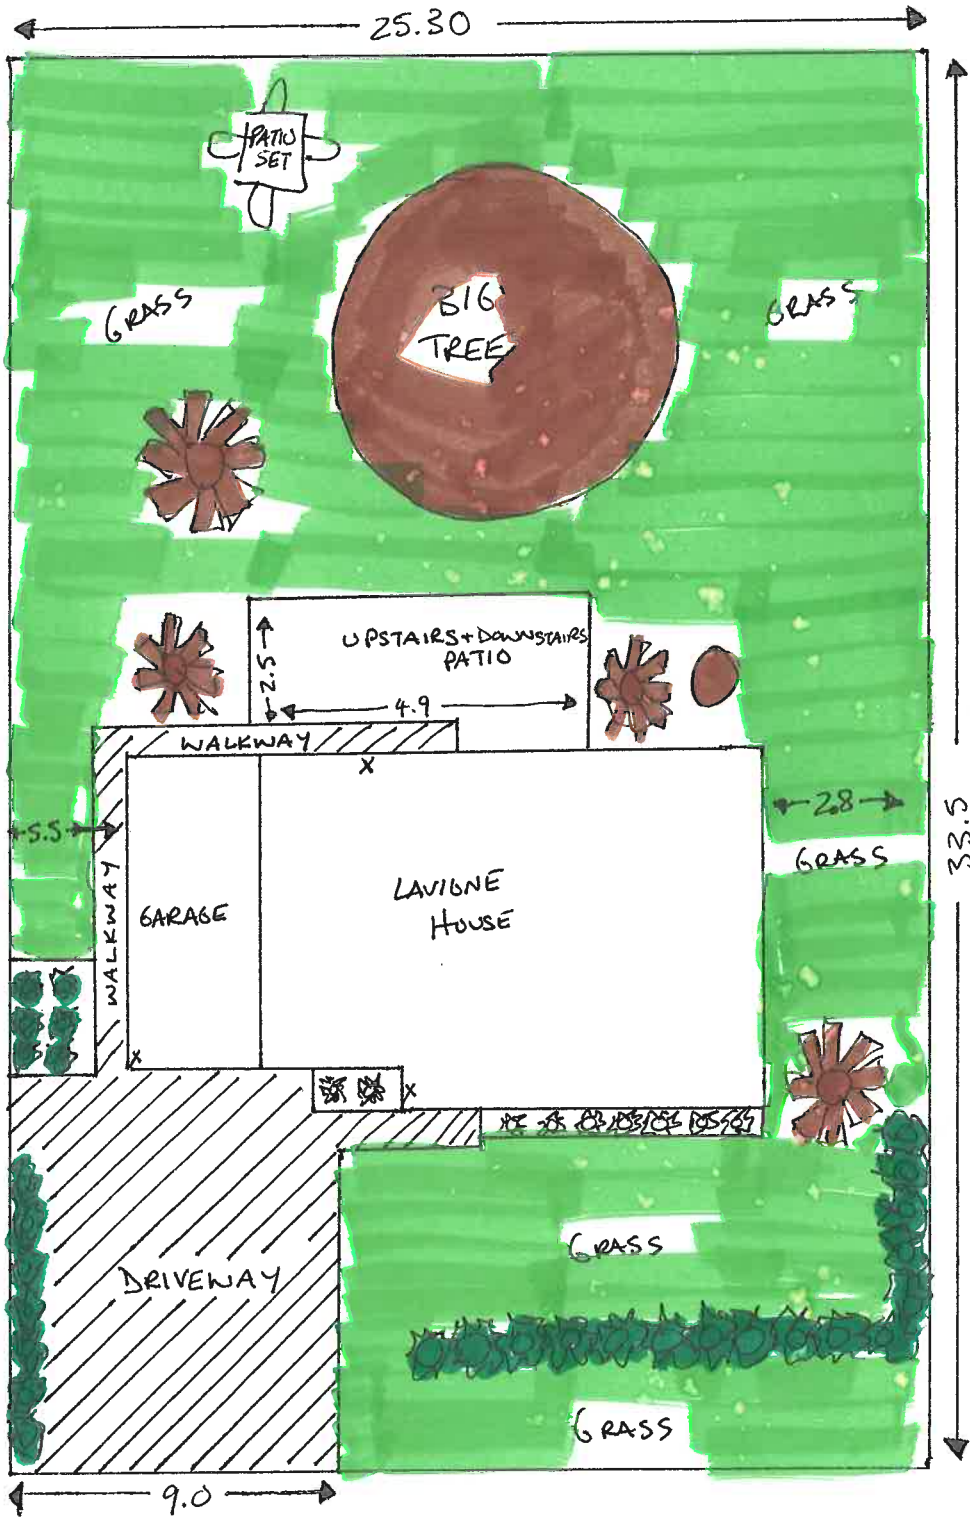 25.30
PATIO
SET
BIG
TREE
GRASS
GRASS
UPSTAIRS+DOWNSTAIRS
PATIO
2.5
4.9
WALKWAY
X
2.8
33.5
5.5
GRASS
LAVIGNE
HOUSE
GARAGE
WALKWAY
X
X
GRASS
DRIVEWAY
GRASS
9.0